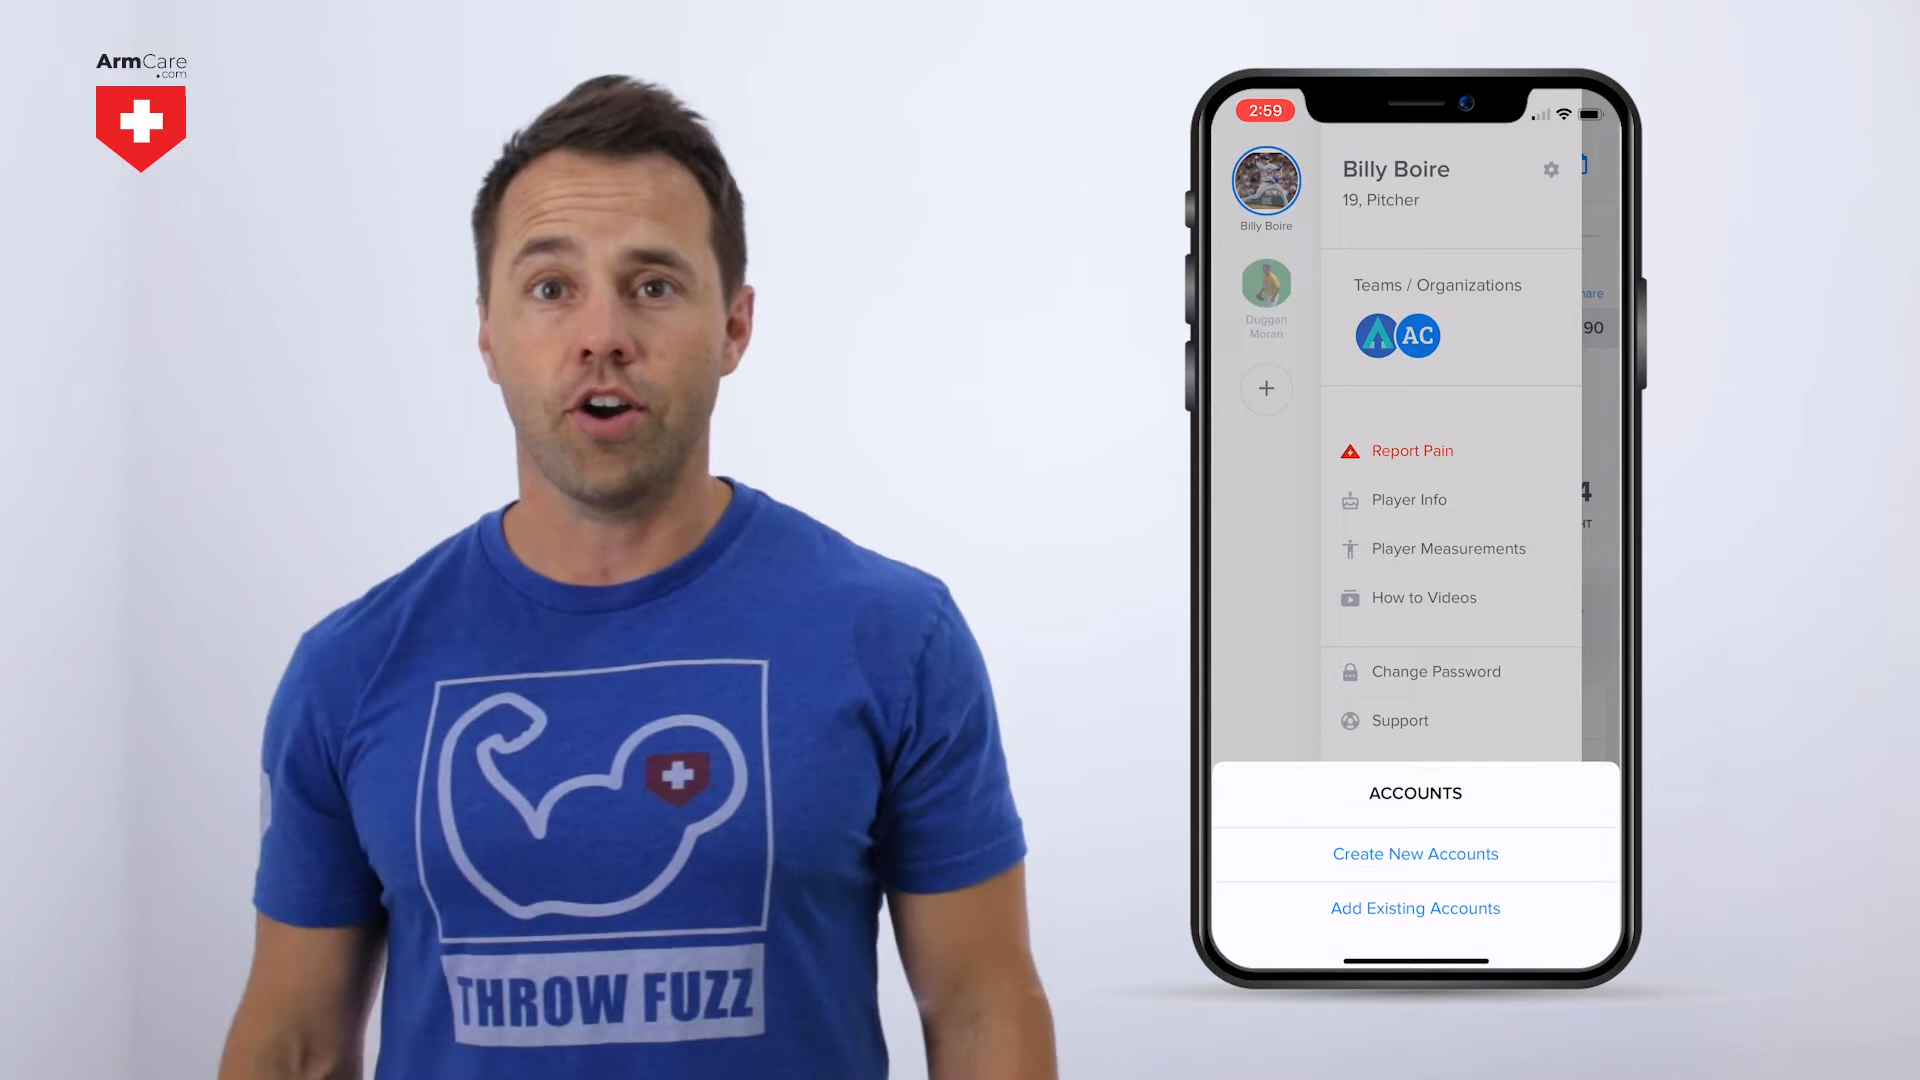 ArmCare
.com
THROW FUZZ
2:59
Billy Boire
19, Pitcher
Billy Boire
Duggan
Moran
Teams / Organizations
AC
Report Pain
Player Info
Player Measurements
How to Videos
Change Password
Support
ACCOUNTS
Create New Accounts
Add Existing Accounts
90